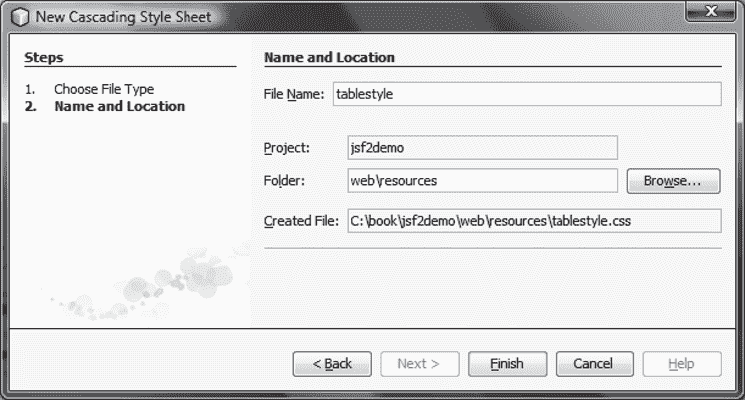 New Cascading Style Sheet
Steps
1. Choose File Type
2. Name and Location
Name and Location
File Name: tablestyle
Project: jsf2demo
Folder: web\resources Browse...
Created File: C:\book\jsf2demo\web\resources\tablestyle.css
< Back Next > Finish Cancel Help